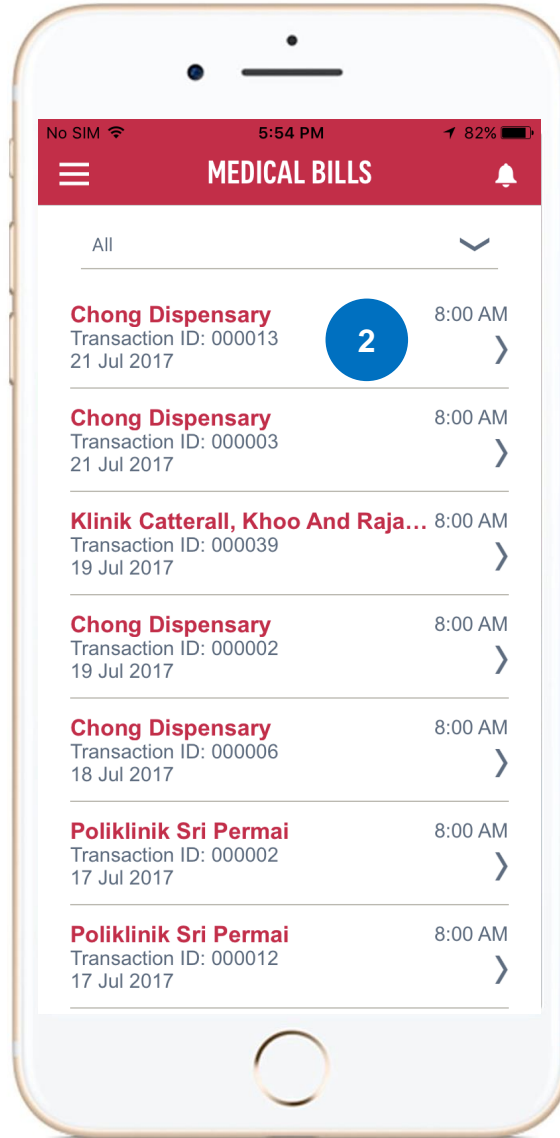 No SIM 5:54 PM 82%
MEDICAL BILLS
All
Chong Dispensary 8:00 AM
Transaction ID: 000013
2
21 Jul 2017
Chong Dispensary 8:00 AM
Transaction ID: 000003
21 Jul 2017
Klinik Catterall, Khoo And Raja... 8:00 AM
Transaction ID: 000039
19 Jul 2017
Chong Dispensary 8:00 AM
Transaction ID: 000002
19 Jul 2017
Chong Dispensary 8:00 AM
Transaction ID: 000006
18 Jul 2017
Poliklinik Sri Permai 8:00 AM
Transaction ID: 000002
17 Jul 2017
Poliklinik Sri Permai 8:00 AM
Transaction ID: 000012
17 Jul 2017